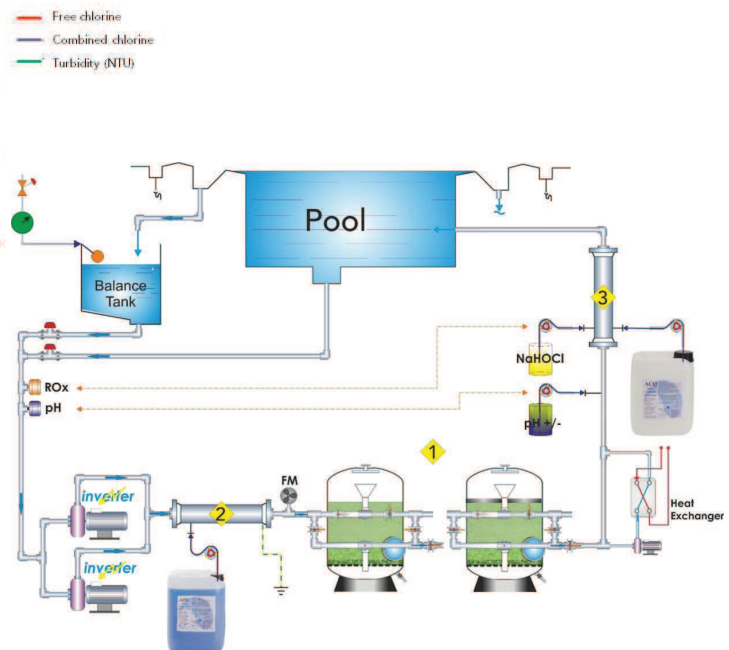 Free chlorine
Combined chlorine
Turbidity (NTU)
Pool
Balance
Tank
3
NaHOCl
ROx
pH
pH +/-
1
FM
inverter
2
Heat
Exchanger
inverter